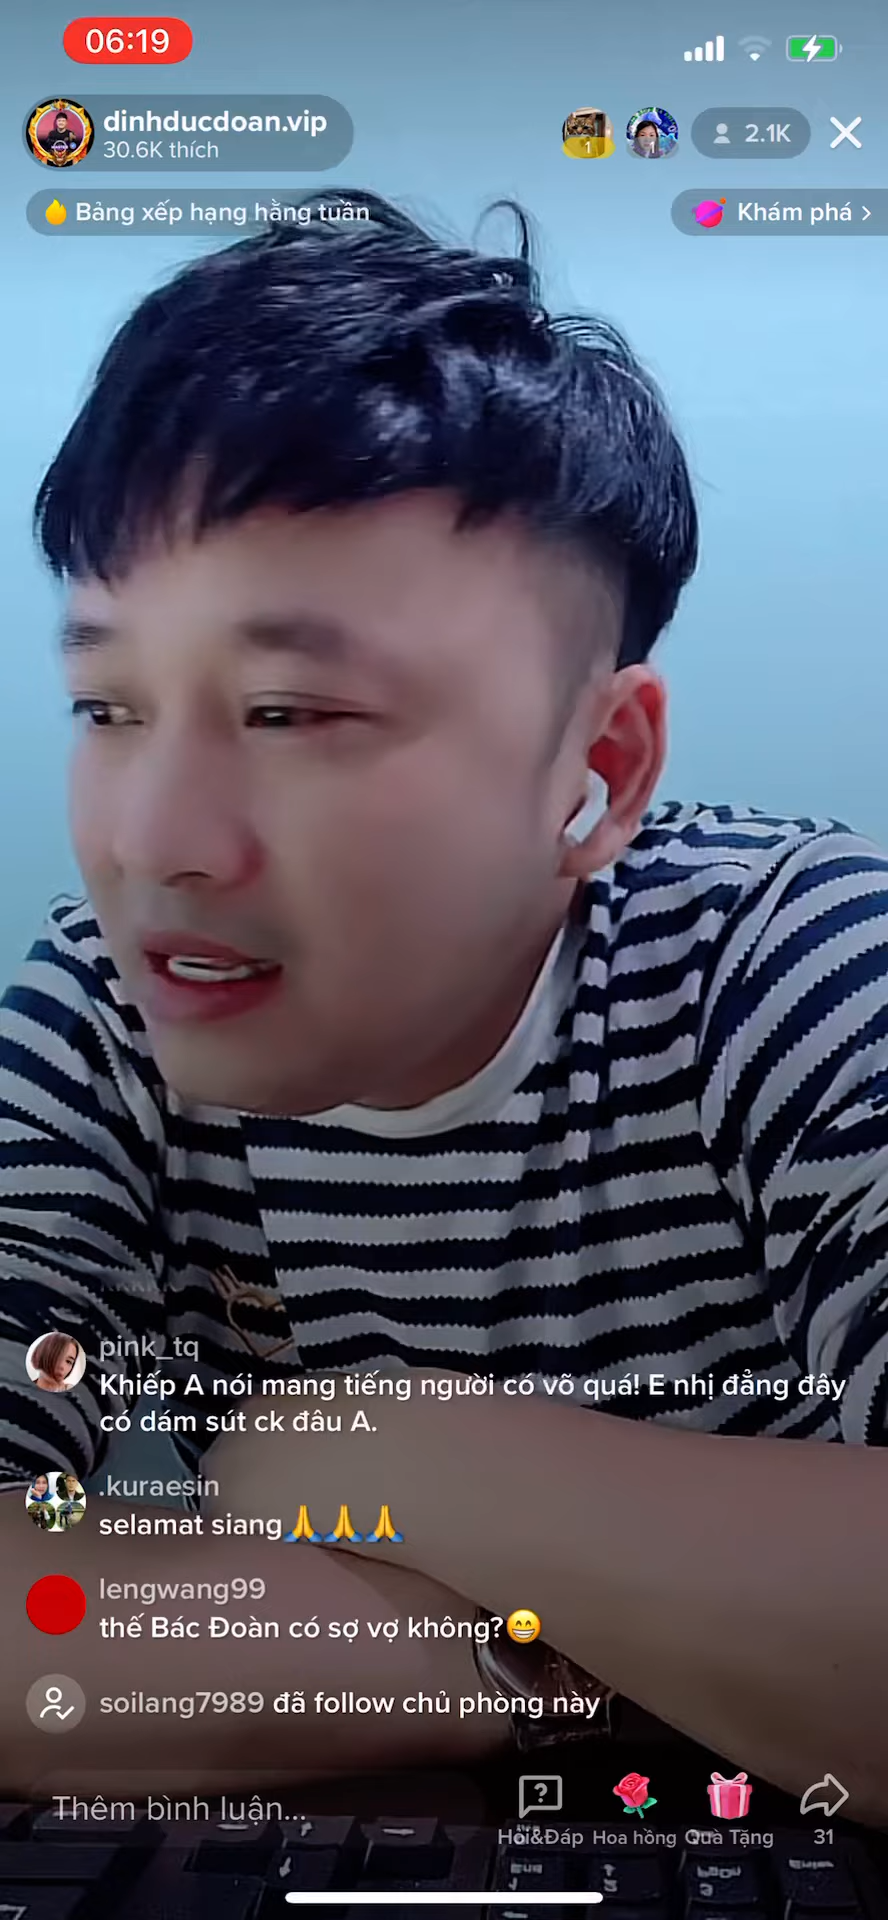 06:19
dinhducdoan.vip
30.6K thích
1
1
2.1K
Bảng xếp hạng hằng tuần
Khám phá >
pink_tq
Khiếp A nói mang tiếng người có võ quá! E nhị đẳng đây
có dám sút ck đâu A.
.kuraesin
selamat siang🙏🙏🙏
lengwang99
thế Bác Đoàn có sợ vợ không?😁
soilang7989 đã follow chủ phòng này
Thêm bình luận...
Hỏi&Đáp
Hoa hồng
Quà Tặng
31